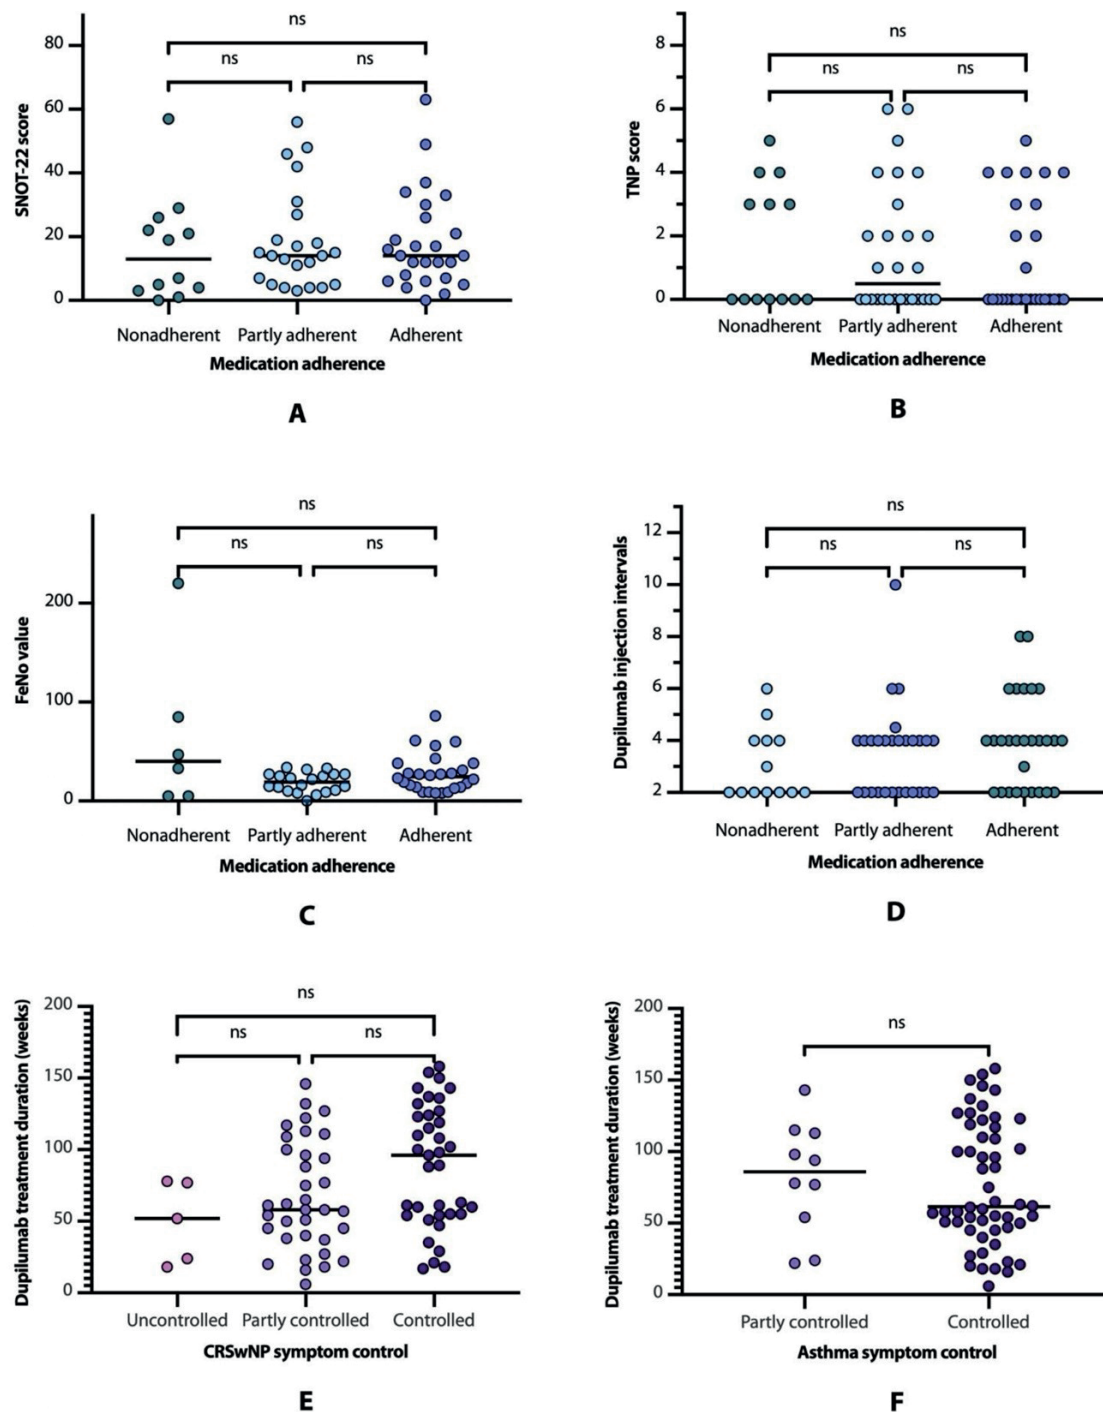 ns
80
ns
ns
60
SNOT-22 score
40
20
0
Nonadherent
Partly adherent
Adherent
Medication adherence
A
ns
8
ns
ns
6
TNP score
4
2
0
Nonadherent
Partly adherent
Adherent
Medication adherence
B
ns
ns
ns
200
FeNo value
100
0
Nonadherent
Partly adherent
Adherent
Medication adherence
C
ns
12
ns
ns
10
Dupilumab injection intervals
8
6
4
2
Nonadherent
Partly adherent
Adherent
Medication adherence
D
ns
200
ns
ns
150
Dupilumab treatment duration (weeks)
100
50
0
Uncontrolled
Partly controlled
Controlled
CRSwNP symptom control
E
200
ns
150
Dupilumab treatment duration (weeks)
100
50
0
Partly controlled
Controlled
Asthma symptom control
F